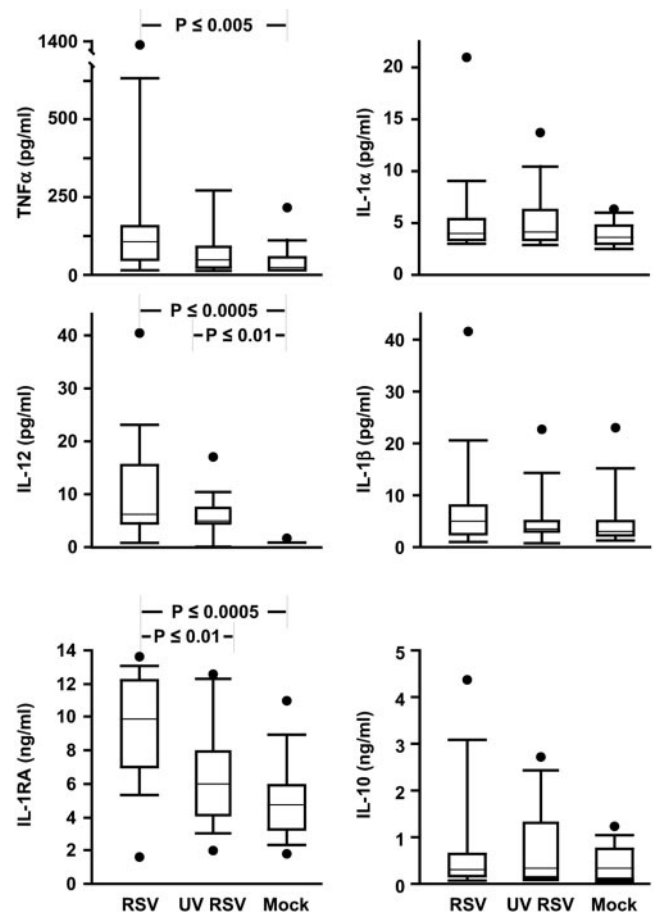 P ≤ 0.005
1400
500
250
0
TNFα (pg/ml)
20
15
10
5
0
IL-1α (pg/ml)
P ≤ 0.0005
P ≤ 0.01
40
30
20
10
0
IL-12 (pg/ml)
40
30
20
10
0
IL-1β (pg/ml)
P ≤ 0.0005
P ≤ 0.01
14
12
10
8
6
4
2
0
IL-1RA (ng/ml)
RSV UV RSV Mock
5
4
3
2
1
0
IL-10 (ng/ml)
RSV UV RSV Mock